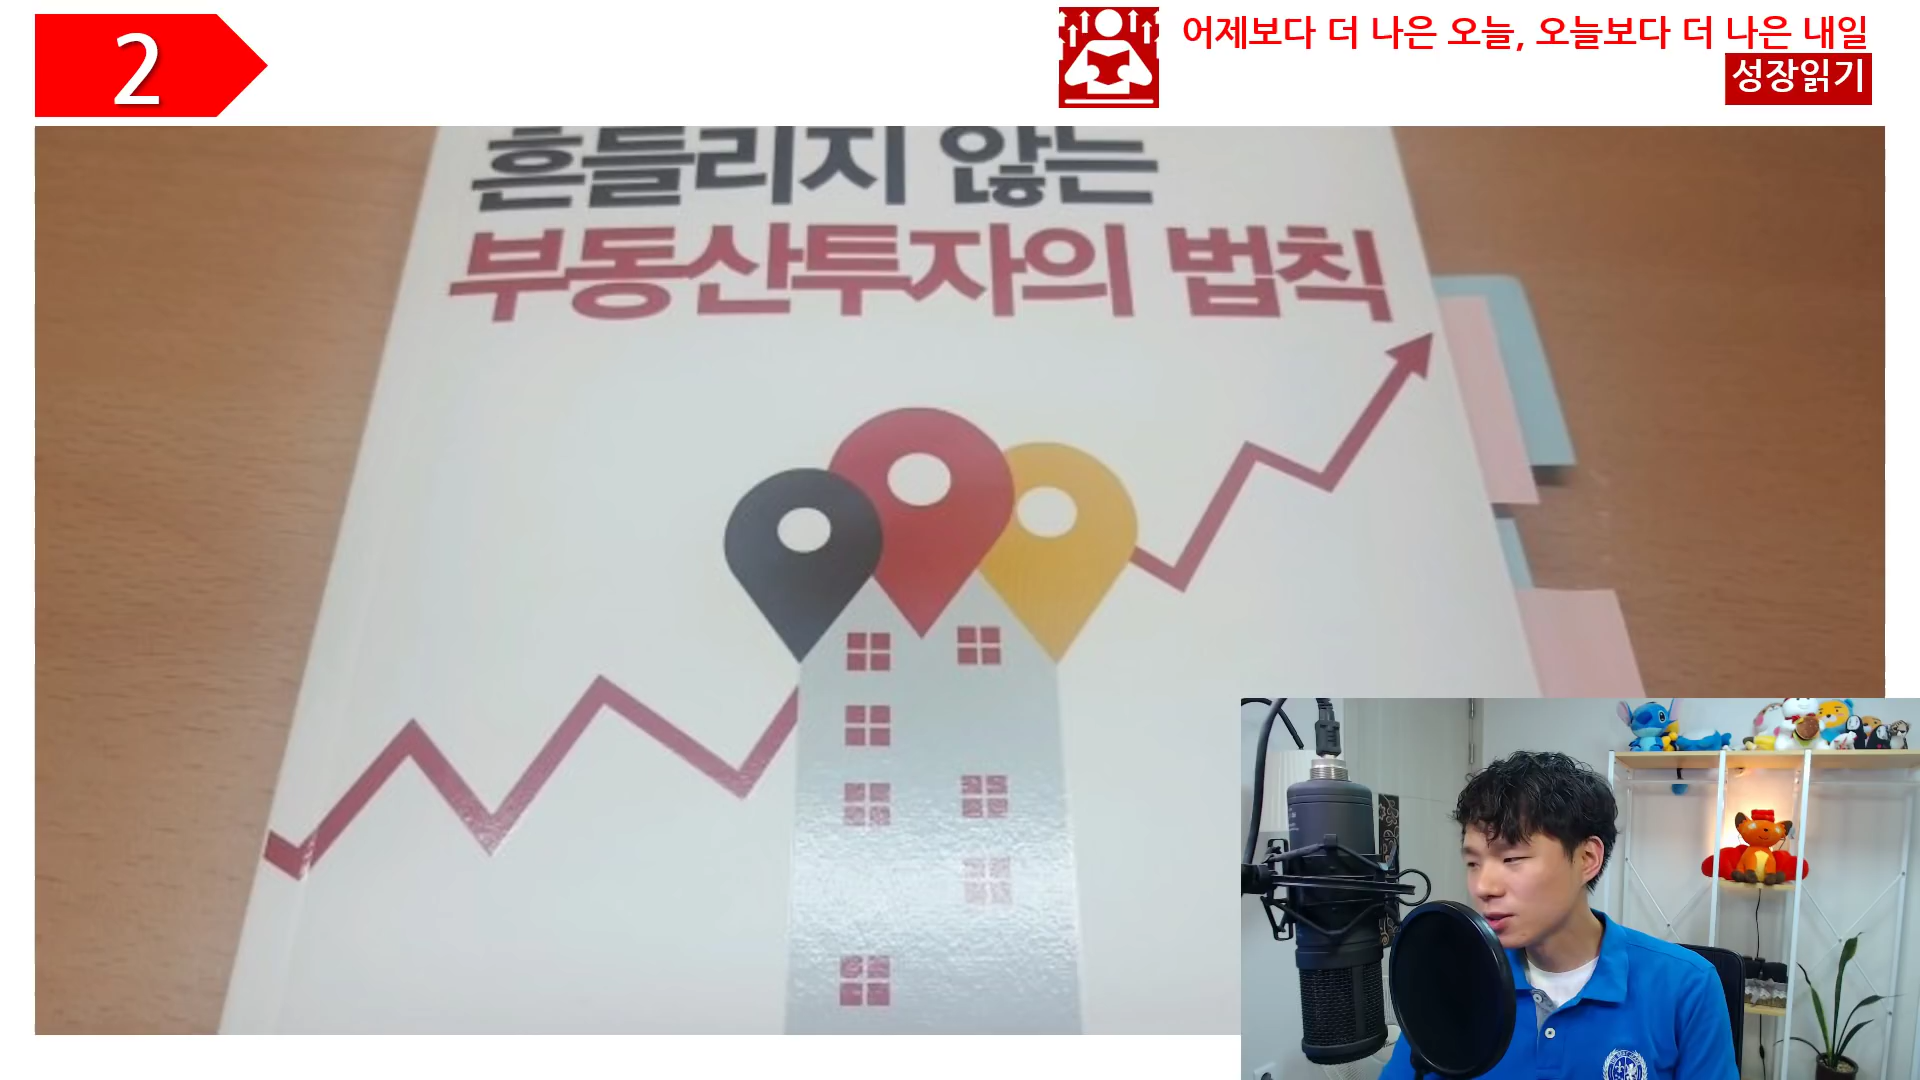 2
어제보다 더 나은 오늘, 오늘보다 더 나은 내일
성장읽기
흔들리지 않는
부동산투자의 법칙